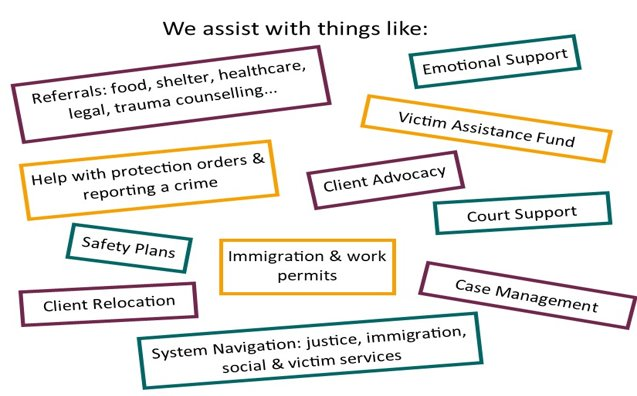 We assist with things like:
Referrals: food, shelter, healthcare,
legal, trauma counselling...
Emotional Support
Victim Assistance Fund
Help with protection orders &
reporting a crime
Client Advocacy
Court Support
Safety Plans
Immigration & work
permits
Client Relocation
Case Management
System Navigation: justice, immigration,
social & victim services